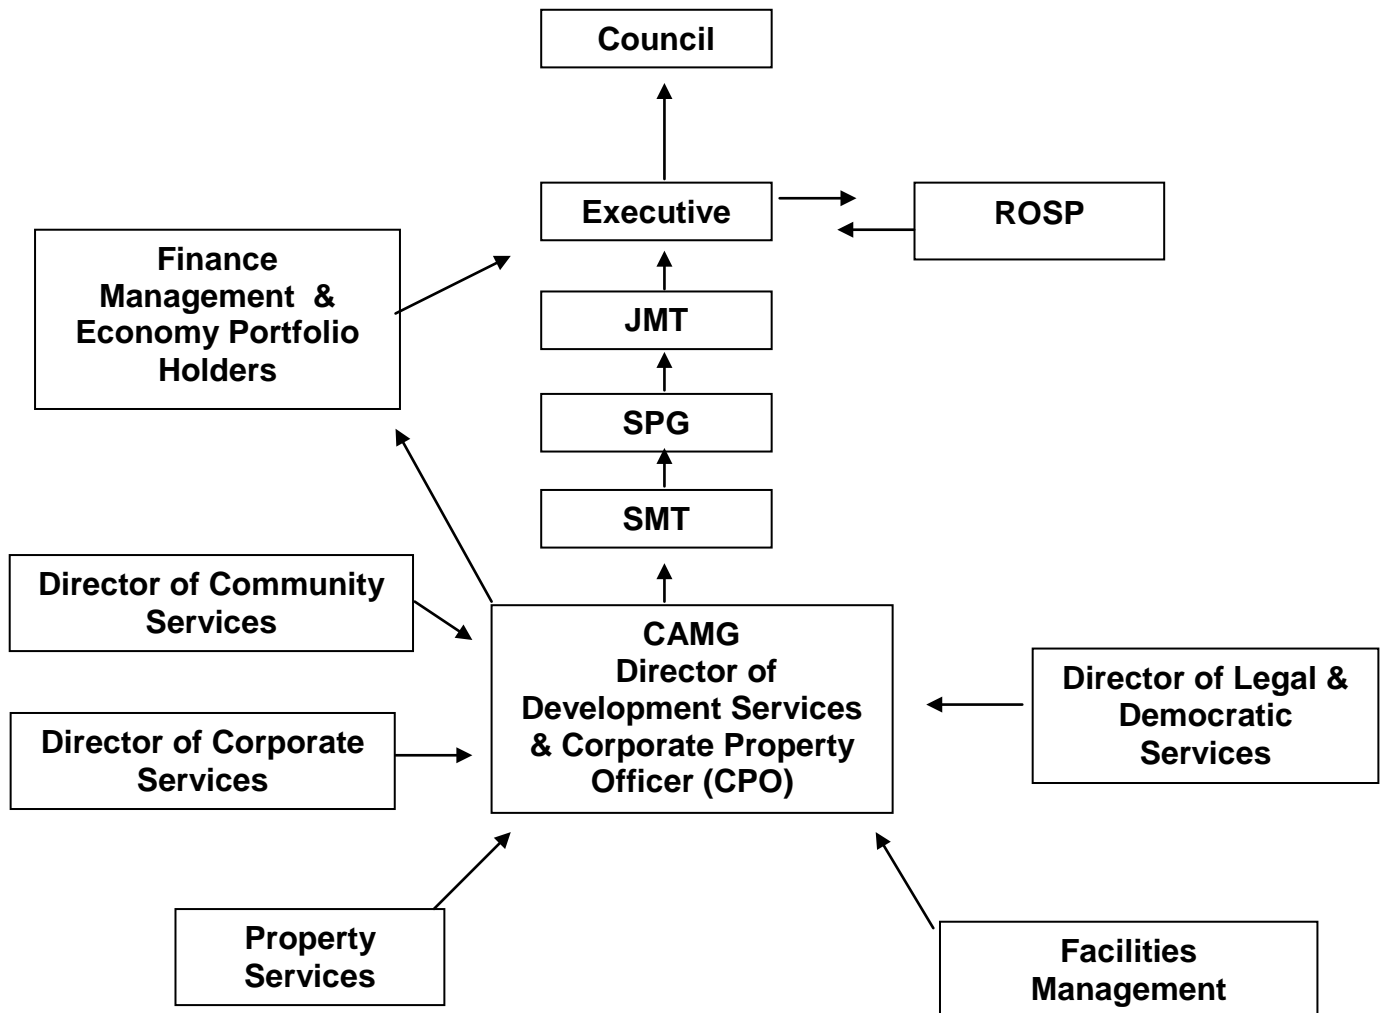 Council
Executive
ROSP
Finance
Management &
Economy Portfolio
Holders
JMT
SPG
SMT
Director of Community
Services
CAMG
Director of
Development Services
& Corporate Property
Officer (CPO)
Director of Legal &
Democratic
Services
Director of Corporate
Services
Property
Services
Facilities
Management